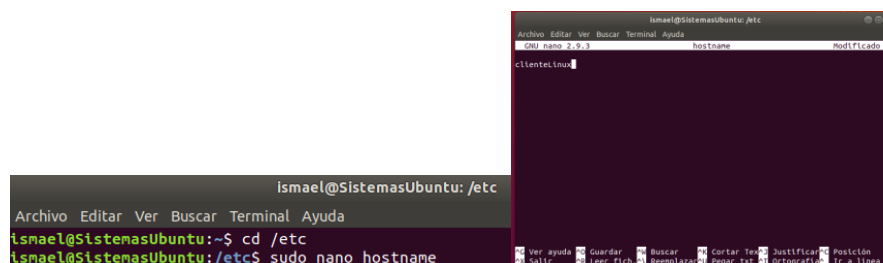 ismael@SistemasUbuntu: /etc
Archivo Editar Ver Buscar Terminal Ayuda
ismael@SistemasUbuntu:~$ cd /etc
ismael@SistemasUbuntu:/etc$ sudo nano hostname
ismael@SistemasUbuntu: /etc
Archivo Editar Ver Buscar Terminal Ayuda
GNU nano 2.9.3 hostname Modificado
clienteLinux
^G Ver ayuda ^O Guardar ^W Buscar ^K Cortar Tex ^J Justificar ^C Posición
^X Salir ^R Leer fich. ^\ Reemplazar ^U Pegar txt ^T Ortografía ^_ Ir a línea